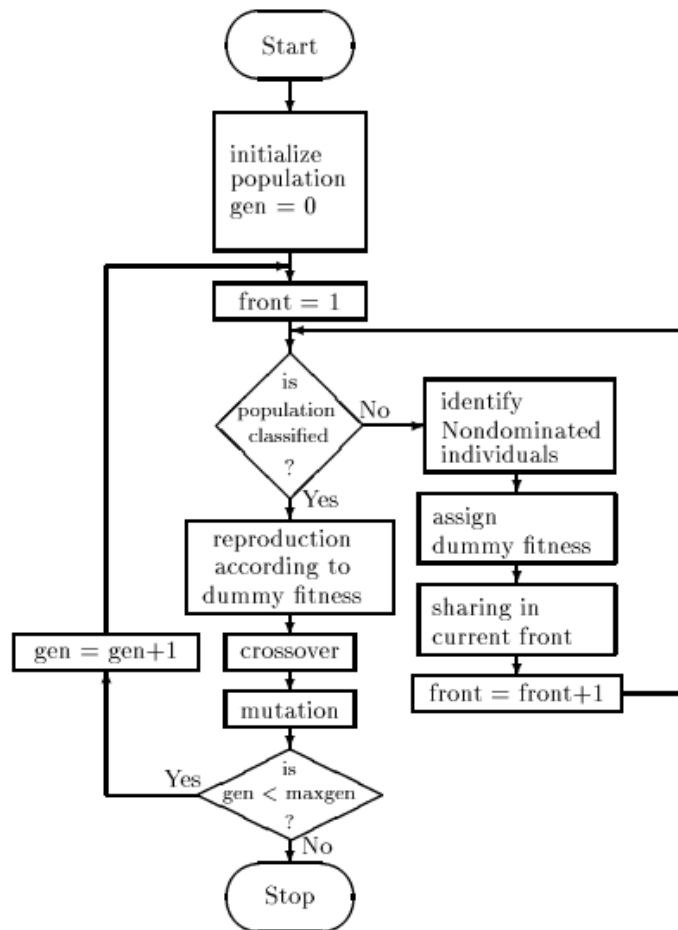 Start
initialize
population
gen = 0
front = 1
is
population
classified
?
No
Yes
identify
Nondominated
individuals
assign
dummy fitness
sharing in
current front
front = front+1
reproduction
according to
dummy fitness
crossover
mutation
is
gen < maxgen
?
Yes
gen = gen+1
No
Stop